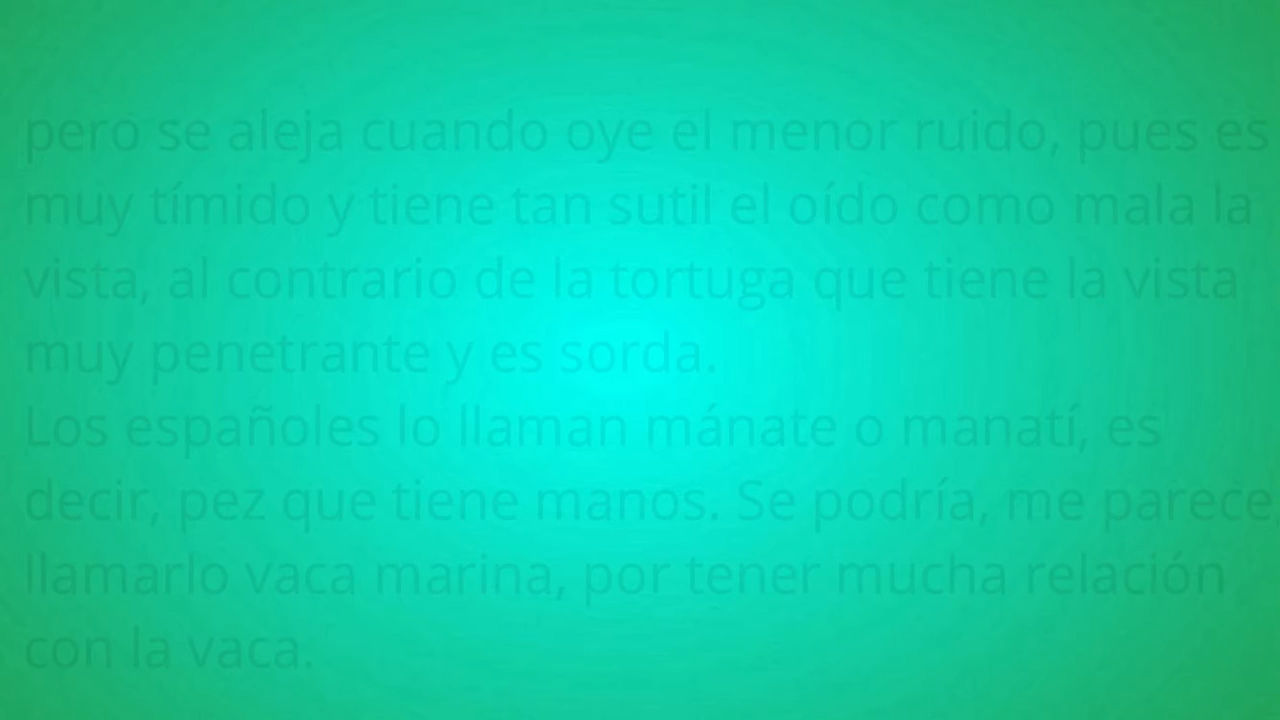 pero se aleja cuando oye el menor ruido, pues es
muy tímido y tiene tan sutil el oído como mala la
vista, al contrario de la tortuga que tiene la vista
muy penetrante y es sorda.
Los españoles lo llaman mánate o manatí, es
decir, pez que tiene manos. Se podría, me parece,
llamarlo vaca marina, por tener mucha relación
con la vaca.